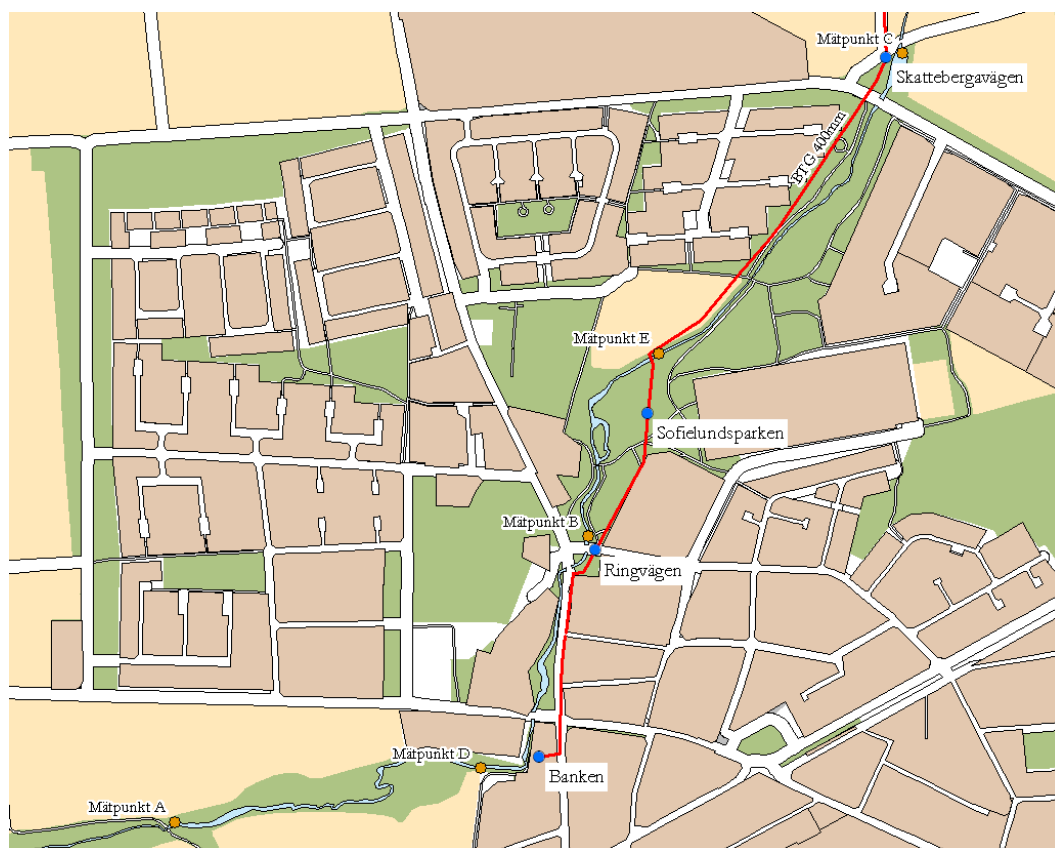 Mätpunkt C
Skattebergavägen
BTG 400mm
Mätpunkt E
Sofielundsparken
Mätpunkt B
Ringvägen
Mätpunkt D
Banken
Mätpunkt A